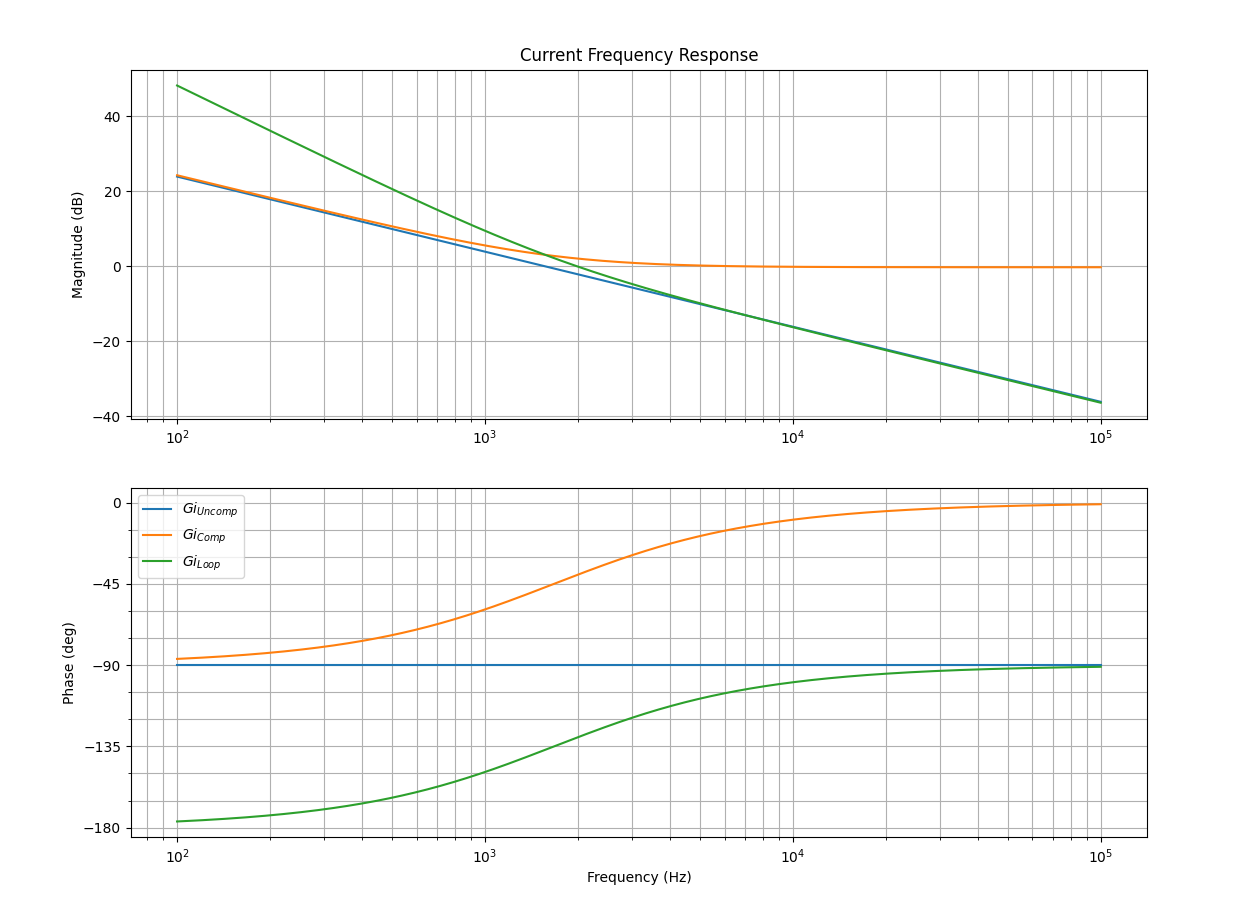 Current Frequency Response
Magnitude (dB)
40
20
0
−20
−40
10²
10³
10⁴
10⁵
Phase (deg)
0
−45
−90
−135
−180
Gi_Uncomp
Gi_Comp
Gi_Loop
10²
10³
10⁴
10⁵
Frequency (Hz)